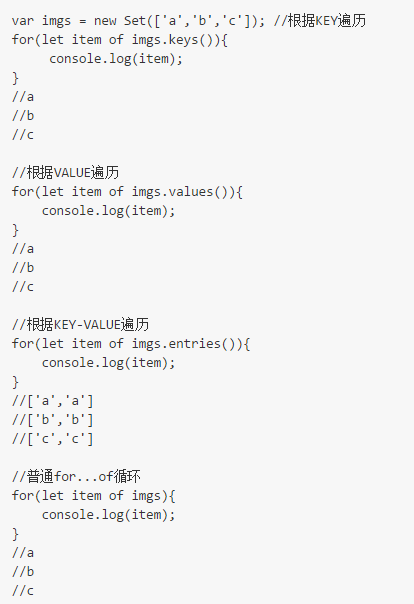 var imgs = new Set(['a','b','c']); //根据KEY遍历
for(let item of imgs.keys()){
     console.log(item);
}
//a
//b
//c

//根据VALUE遍历
for(let item of imgs.values()){
    console.log(item);
}
//a
//b
//c

//根据KEY-VALUE遍历
for(let item of imgs.entries()){
    console.log(item);
}
//['a','a']
//['b','b']
//['c','c']

//普通for...of循环
for(let item of imgs){
    console.log(item);
}
//a
//b
//c